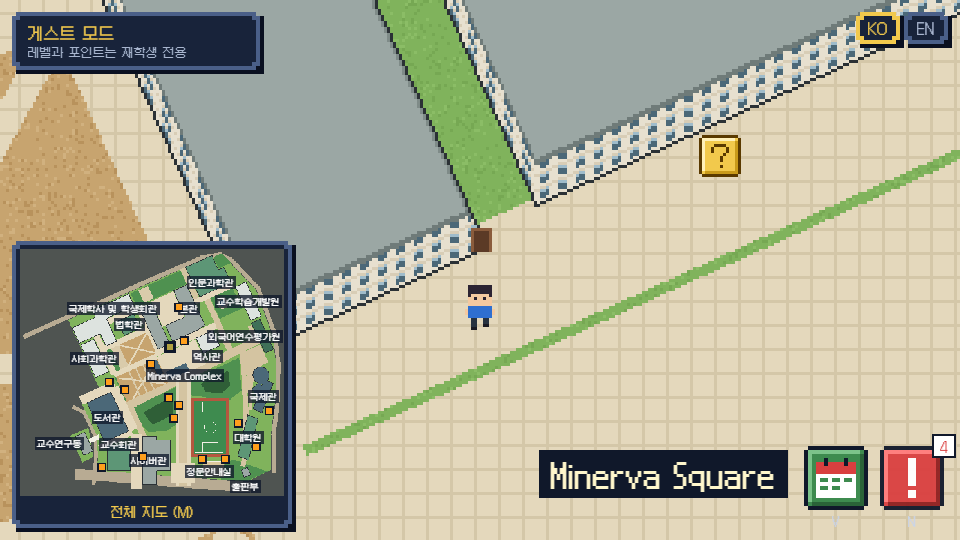 게스트 모드
레벨과 포인트는 재학생 전용
KO
EN
?
인문과학관
국제학사 및 학생회관
본관
교수학습개발원
법학관
외국어연수평가원
사회과학관
역사관
Minerva Complex
국제관
도서관
대학원
교수연구동
교수회관
사이버관
정문안내실
출판부
전체 지도 (M)
Minerva Square
!
4